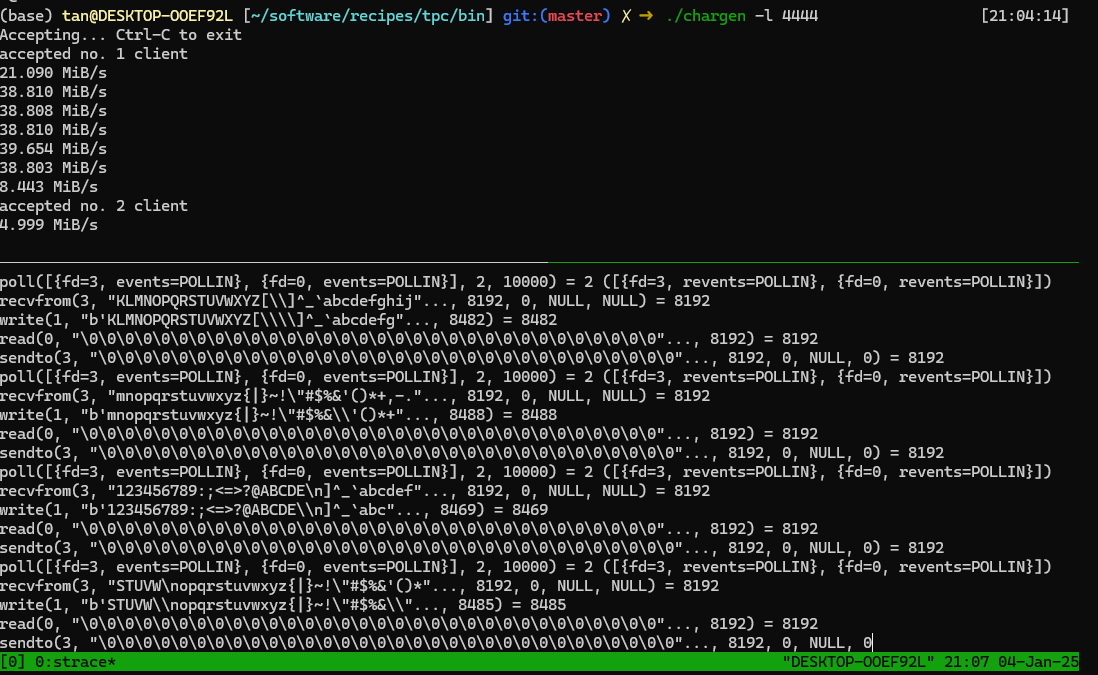 (base) tan@DESKTOP-OOEF92L [~/software/recipes/tpc/bin] git:(master) ✗ ➔ ./chargen -l 4444 [21:04:14]
Accepting... Ctrl-C to exit
accepted no. 1 client
21.090 MiB/s
38.810 MiB/s
38.808 MiB/s
38.810 MiB/s
39.654 MiB/s
38.803 MiB/s
8.443 MiB/s
accepted no. 2 client
4.999 MiB/s
poll([{fd=3, events=POLLIN}, {fd=0, events=POLLIN}], 2, 10000) = 2 ([{fd=3, revents=POLLIN}, {fd=0, revents=POLLIN}])
recvfrom(3, "KLMNOPQRSTUVWXYZ[\\]^_`abcdefghij"..., 8192, 0, NULL, NULL) = 8192
write(1, "b'KLMNOPQRSTUVWXYZ[\\\\]^_`abcdefg"..., 8482) = 8482
read(0, "\0\0\0\0\0\0\0\0\0\0\0\0\0\0\0\0\0\0\0\0\0\0\0\0\0\0\0\0\0\0\0\0"..., 8192) = 8192
sendto(3, "\0\0\0\0\0\0\0\0\0\0\0\0\0\0\0\0\0\0\0\0\0\0\0\0\0\0\0\0\0\0\0\0"..., 8192, 0, NULL, 0) = 8192
poll([{fd=3, events=POLLIN}, {fd=0, events=POLLIN}], 2, 10000) = 2 ([{fd=3, revents=POLLIN}, {fd=0, revents=POLLIN}])
recvfrom(3, "mnopqrstuvwxyz{|}~!\"#$%&'()*+,-."..., 8192, 0, NULL, NULL) = 8192
write(1, "b'mnopqrstuvwxyz{|}~!\"#$%&\\'()*+"..., 8488) = 8488
read(0, "\0\0\0\0\0\0\0\0\0\0\0\0\0\0\0\0\0\0\0\0\0\0\0\0\0\0\0\0\0\0\0\0"..., 8192) = 8192
sendto(3, "\0\0\0\0\0\0\0\0\0\0\0\0\0\0\0\0\0\0\0\0\0\0\0\0\0\0\0\0\0\0\0\0"..., 8192, 0, NULL, 0) = 8192
poll([{fd=3, events=POLLIN}, {fd=0, events=POLLIN}], 2, 10000) = 2 ([{fd=3, revents=POLLIN}, {fd=0, revents=POLLIN}])
recvfrom(3, "123456789:;<=>?@ABCDE\n]^_`abcdef"..., 8192, 0, NULL, NULL) = 8192
write(1, "b'123456789:;<=>?@ABCDE\\n]^_`abc"..., 8469) = 8469
read(0, "\0\0\0\0\0\0\0\0\0\0\0\0\0\0\0\0\0\0\0\0\0\0\0\0\0\0\0\0\0\0\0\0"..., 8192) = 8192
sendto(3, "\0\0\0\0\0\0\0\0\0\0\0\0\0\0\0\0\0\0\0\0\0\0\0\0\0\0\0\0\0\0\0\0"..., 8192, 0, NULL, 0) = 8192
poll([{fd=3, events=POLLIN}, {fd=0, events=POLLIN}], 2, 10000) = 2 ([{fd=3, revents=POLLIN}, {fd=0, revents=POLLIN}])
recvfrom(3, "STUVW\nopqrstuvwxyz{|}~!\"#$%&'()*"..., 8192, 0, NULL, NULL) = 8192
write(1, "b'STUVW\\nopqrstuvwxyz{|}~!\"#$%&\\"..., 8485) = 8485
read(0, "\0\0\0\0\0\0\0\0\0\0\0\0\0\0\0\0\0\0\0\0\0\0\0\0\0\0\0\0\0\0\0\0"..., 8192) = 8192
sendto(3, "\0\0\0\0\0\0\0\0\0\0\0\0\0\0\0\0\0\0\0\0\0\0\0\0\0\0\0\0\0\0\0\0"..., 8192, 0, NULL, 0
[0] 0:strace* "DESKTOP-OOEF92L" 21:07 04-Jan-25